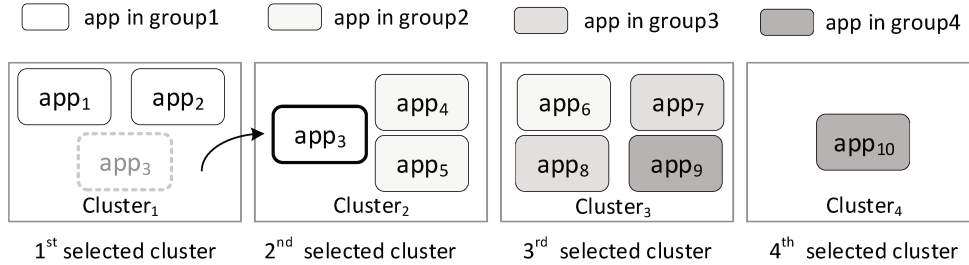 app in group1 app in group2 app in group3 app in group4
app1 app2 app3 Cluster1
app3 app4 app5 Cluster2
app6 app7 app8 app9 Cluster3
app10 Cluster4
1st selected cluster 2nd selected cluster 3rd selected cluster 4th selected cluster